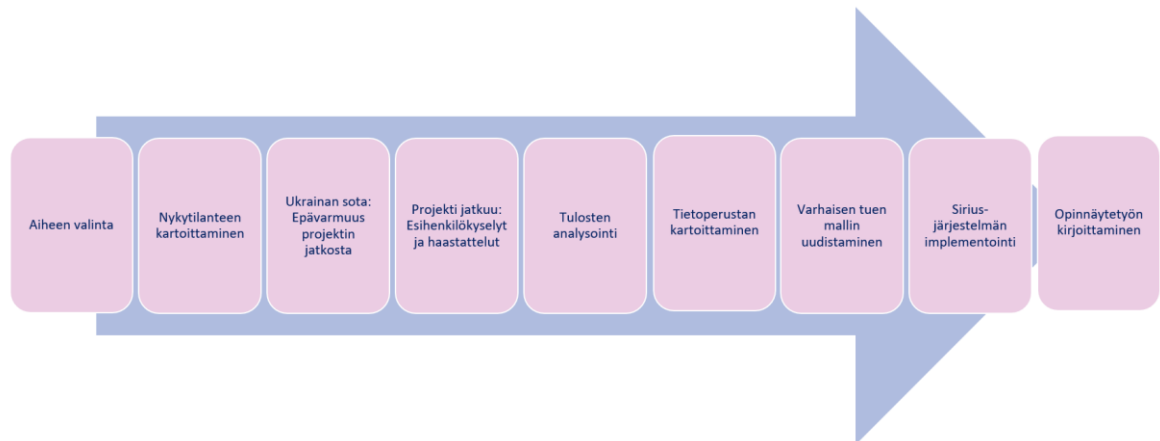 Aiheen valinta
Nykytilanteen
kartoittaminen
Ukrainan sota:
Epävarmuus
projektin
jatkosta
Projekti jatkuu:
Esihenkilökyselyt
ja haastattelut
Tulosten
analysointi
Tietoperustan
kartoittaminen
Varhaisen tuen
mallin
uudistaminen
Sirius-
järjestelmän
implementointi
Opinnäytetyön
kirjoittaminen